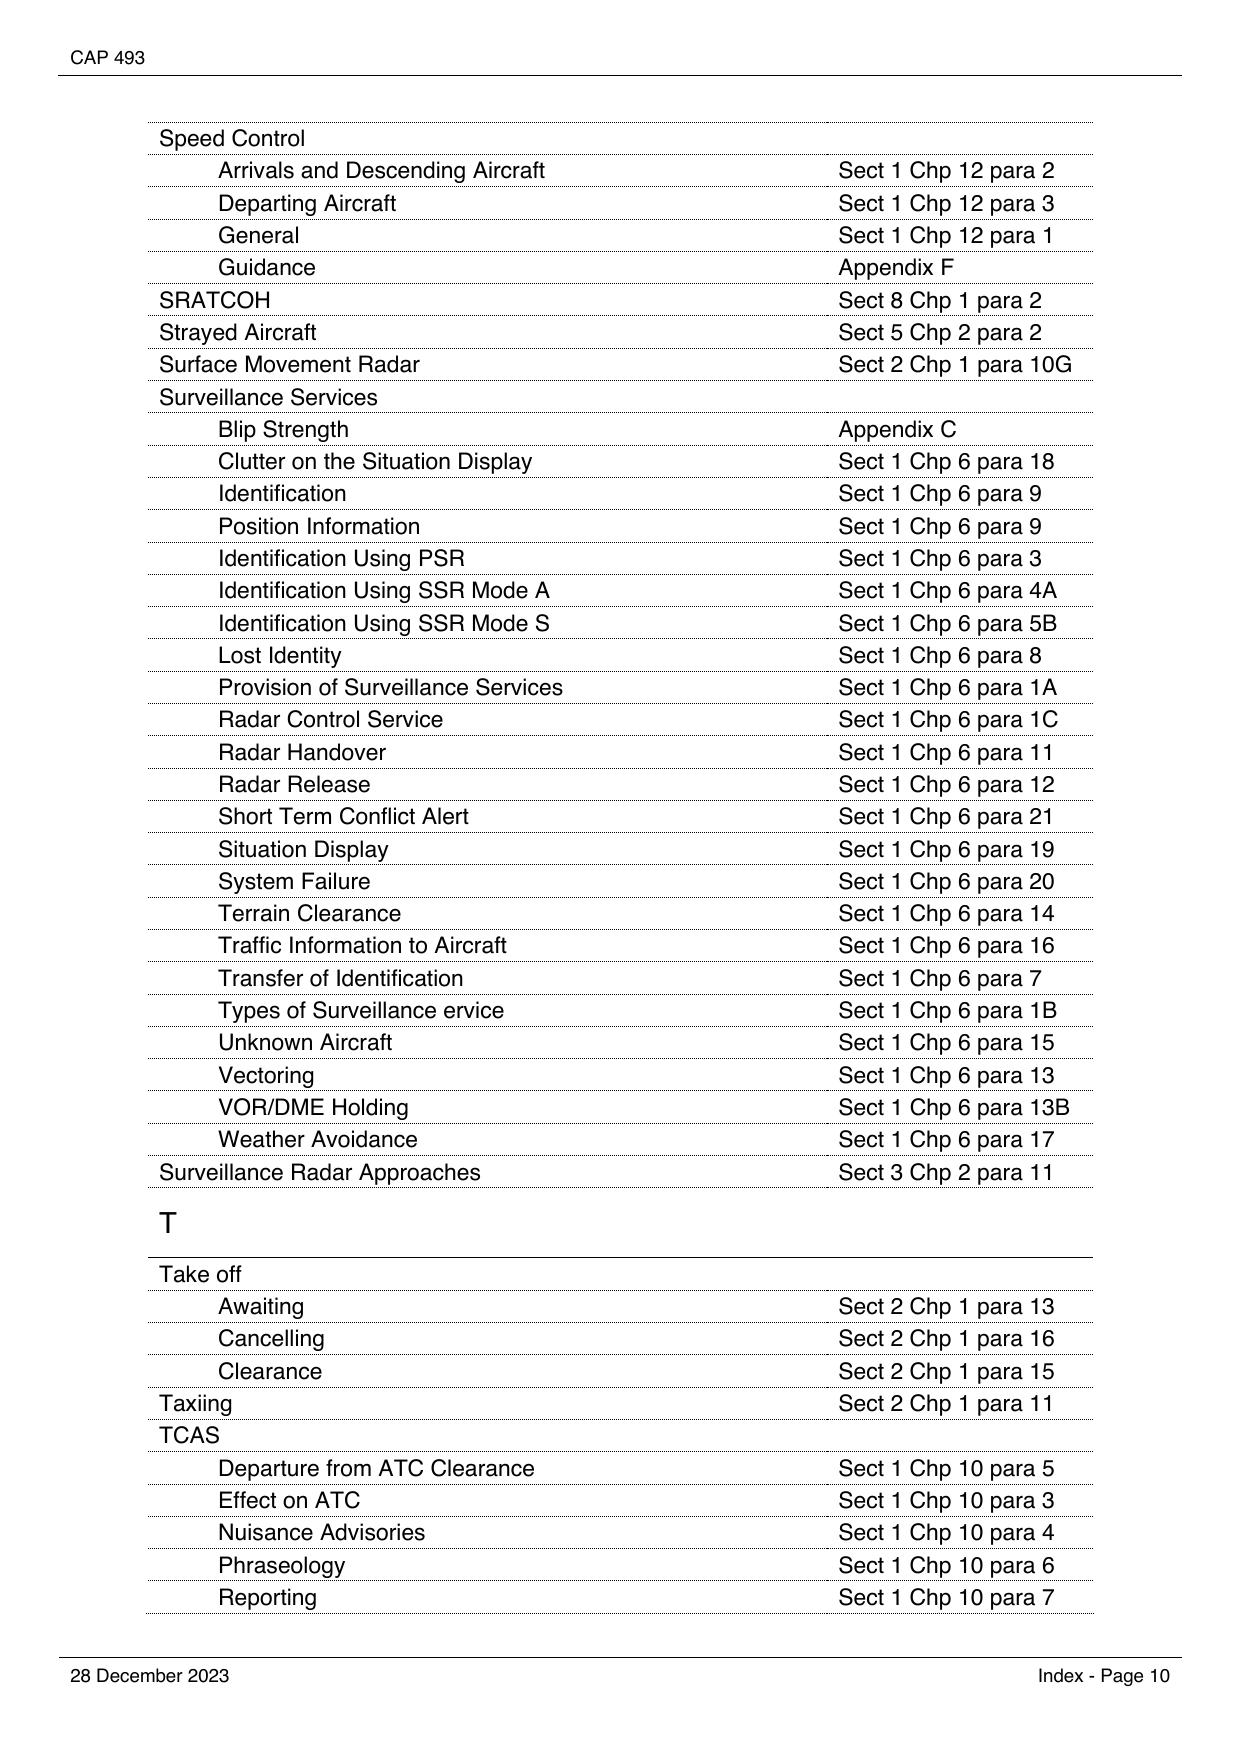 CAP 493
Speed Control
Arrivals and Descending Aircraft Sect 1 Chp 12 para 2
Departing Aircraft Sect 1 Chp 12 para 3
General Sect 1 Chp 12 para 1
Guidance Appendix F
SRATCOH Sect 8 Chp 1 para 2
Strayed Aircraft Sect 5 Chp 2 para 2
Surface Movement Radar Sect 2 Chp 1 para 10G
Surveillance Services
Blip Strength Appendix C
Clutter on the Situation Display Sect 1 Chp 6 para 18
Identification Sect 1 Chp 6 para 9
Position Information Sect 1 Chp 6 para 9
Identification Using PSR Sect 1 Chp 6 para 3
Identification Using SSR Mode A Sect 1 Chp 6 para 4A
Identification Using SSR Mode S Sect 1 Chp 6 para 5B
Lost Identity Sect 1 Chp 6 para 8
Provision of Surveillance Services Sect 1 Chp 6 para 1A
Radar Control Service Sect 1 Chp 6 para 1C
Radar Handover Sect 1 Chp 6 para 11
Radar Release Sect 1 Chp 6 para 12
Short Term Conflict Alert Sect 1 Chp 6 para 21
Situation Display Sect 1 Chp 6 para 19
System Failure Sect 1 Chp 6 para 20
Terrain Clearance Sect 1 Chp 6 para 14
Traffic Information to Aircraft Sect 1 Chp 6 para 16
Transfer of Identification Sect 1 Chp 6 para 7
Types of Surveillance ervice Sect 1 Chp 6 para 1B
Unknown Aircraft Sect 1 Chp 6 para 15
Vectoring Sect 1 Chp 6 para 13
VOR/DME Holding Sect 1 Chp 6 para 13B
Weather Avoidance Sect 1 Chp 6 para 17
Surveillance Radar Approaches Sect 3 Chp 2 para 11
T
Take off
Awaiting Sect 2 Chp 1 para 13
Cancelling Sect 2 Chp 1 para 16
Clearance Sect 2 Chp 1 para 15
Taxiing Sect 2 Chp 1 para 11
TCAS
Departure from ATC Clearance Sect 1 Chp 10 para 5
Effect on ATC Sect 1 Chp 10 para 3
Nuisance Advisories Sect 1 Chp 10 para 4
Phraseology Sect 1 Chp 10 para 6
Reporting Sect 1 Chp 10 para 7
28 December 2023 Index - Page 10